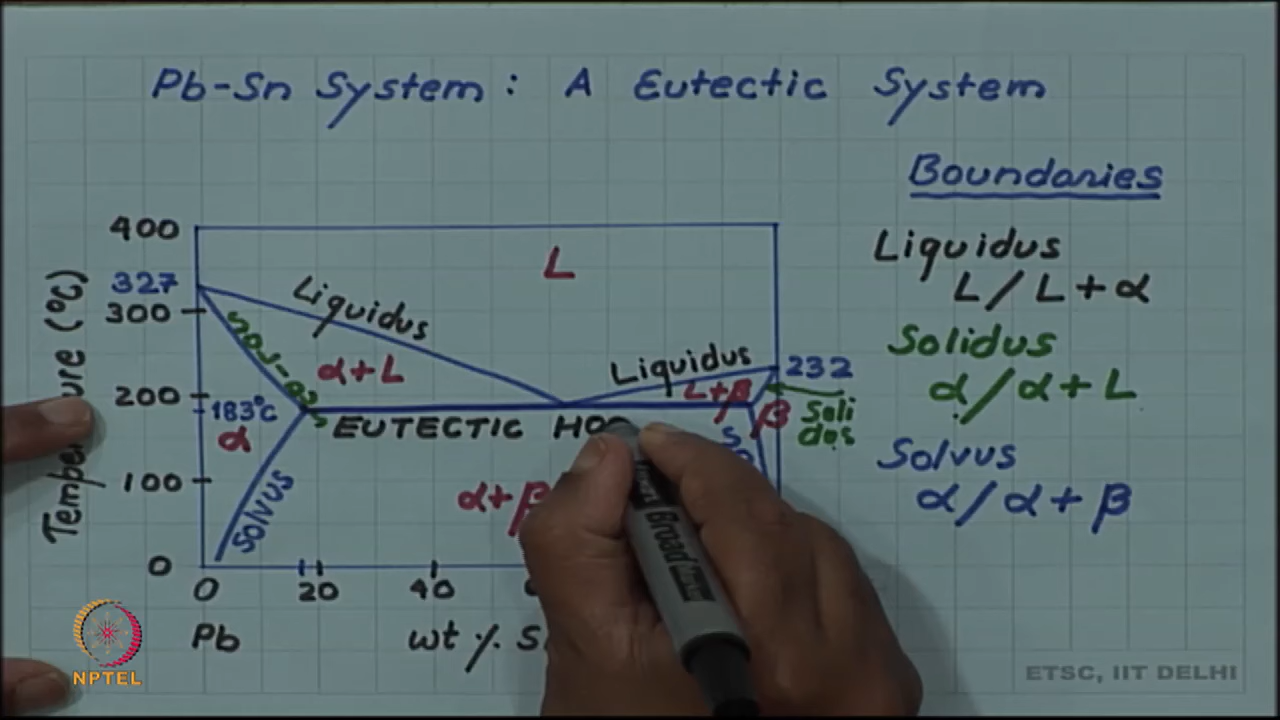 Pb-Sn System: A Eutectic System
Boundaries
Liquidus
L/L+α
Solidus
α/α+L
Solvus
α/α+β
400
327
300
200
183°C
100
0
Temperature (°C)
L
Liquidus
α+L
Liquidus
232
L+β
β
Soli
dus
α
EUTECTIC
Solvus
α+β
0
20
40
Pb
wt %
NPTEL
ETSC, IIT DELHI